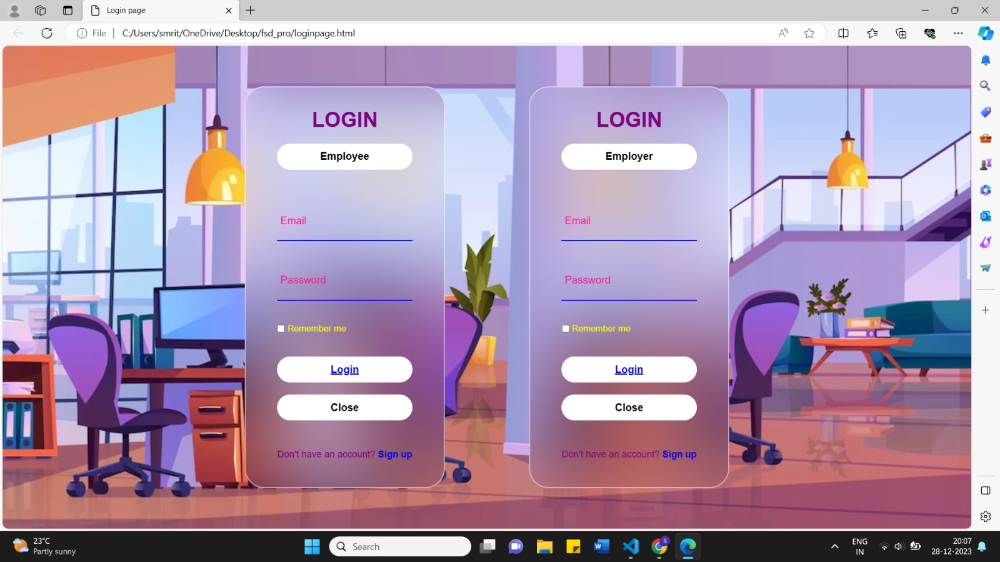 Login page
File
C:/Users/smrit/OneDrive/Desktop/fsd_pro/loginpage.html
LOGIN
Employee
Email
Password
Remember me
Login
Close
Don't have an account? Sign up
LOGIN
Employer
Email
Password
Remember me
Login
Close
Don't have an account? Sign up
23°C
Partly sunny
Search
ENG
IN
20:07
28-12-2023